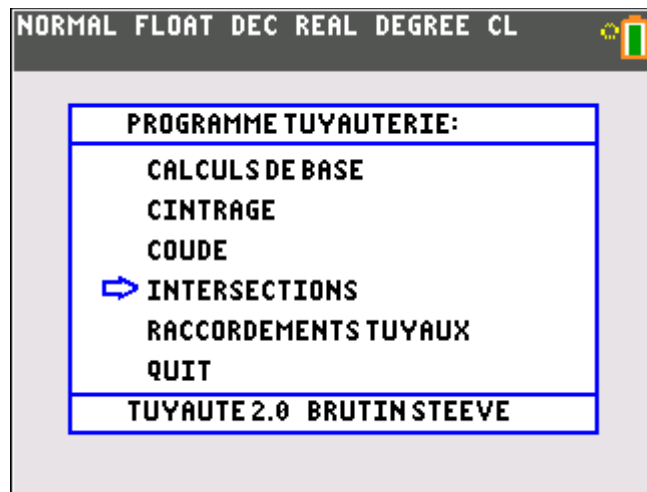 NORMAL FLOAT DEC REAL DEGREE CL
PROGRAMME TUYAUTERIE:
CALCULS DE BASE
CINTRAGE
COUDE
INTERSECTIONS
RACCORDEMENTS TUYAUX
QUIT
TUYAUTE 2.0 BRUTIN STEEVE